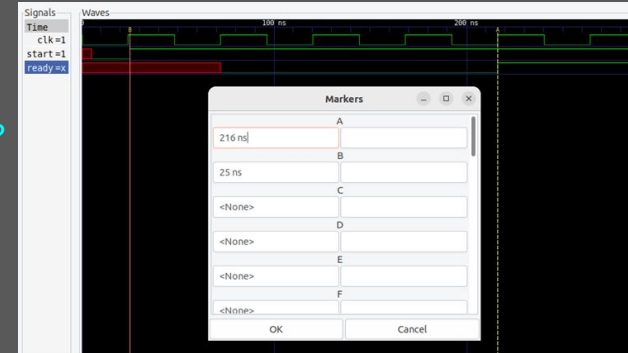 Signals
Waves
Time
100 ns
200 ns
B
A
clk=1
start=1
ready=x
Markers
A
216 ns
B
25 ns
C
<None>
D
<None>
E
<None>
F
<None>
OK
Cancel